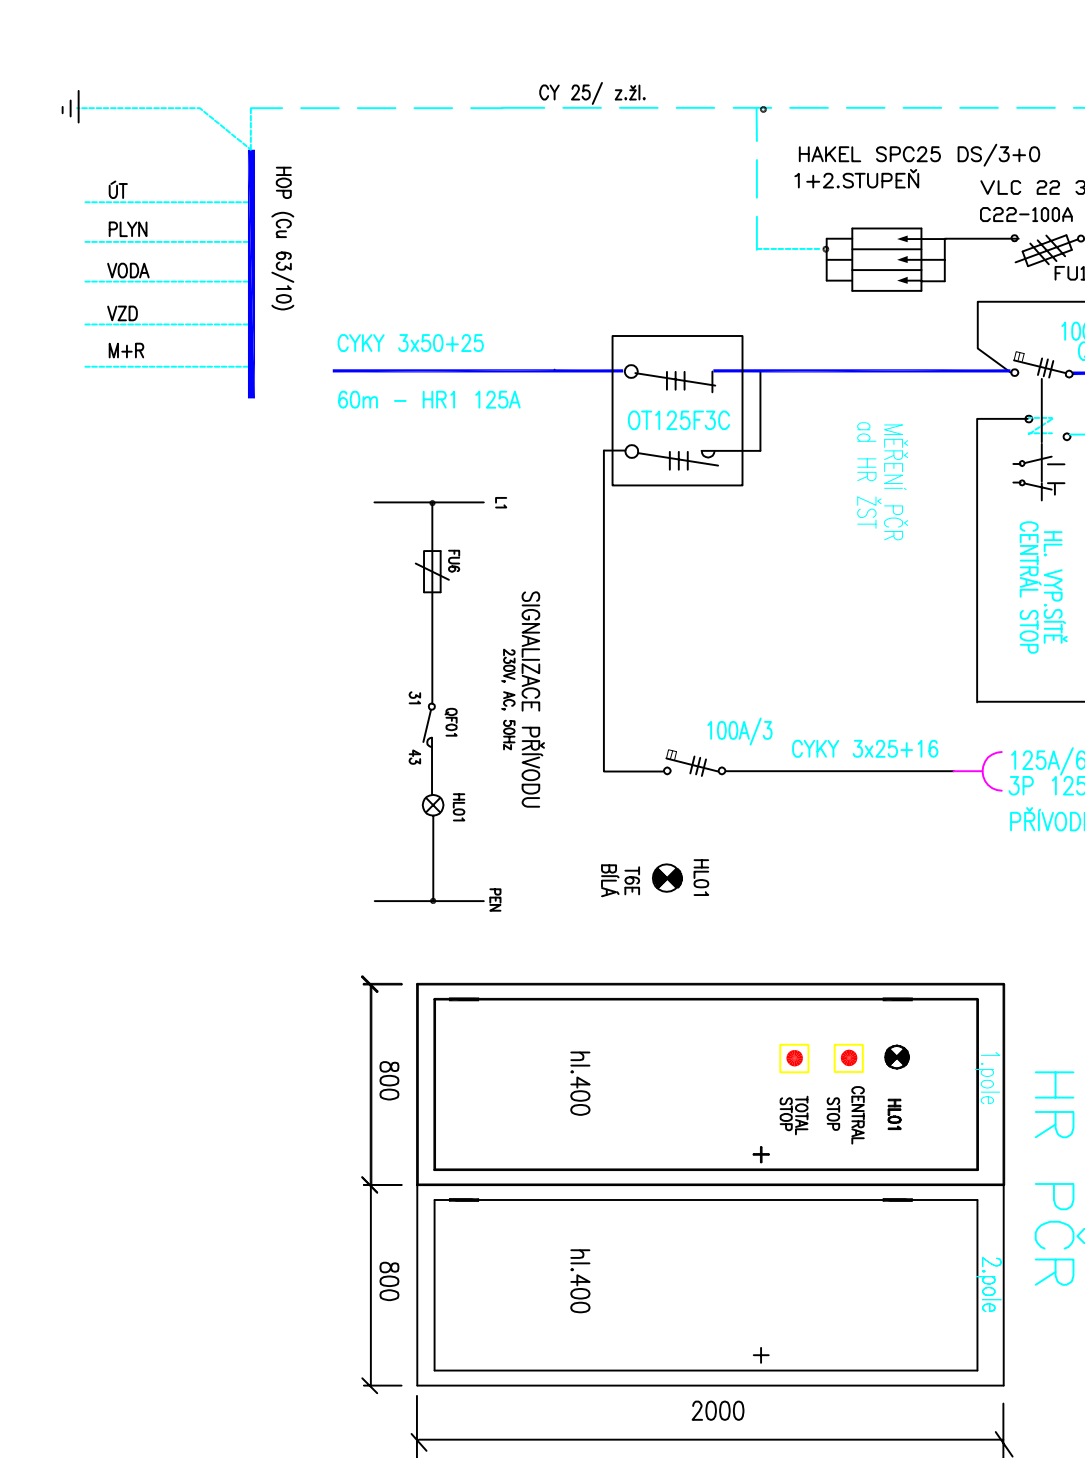 CY 25/ z.žl.
HAKEL SPC25 DS/3+0
1+2.STUPEŇ
VLC 22 3
C22-100A
FU1
ÚT
PLYN
VODA
VZD
M+R
HOP (Cu 63/10)
CYKY 3x50+25
60m - HR1 125A
OT125F3C
MĚŘENÍ PČR
od HR ŽST
HL. VYP.SÍTĚ
CENTRÁL STOP
L1
FU6
SIGNALIZACE PŘÍVODU
230V, AC, 50Hz
31
QF01
43
HL01
PEN
100A/3
CYKY 3x25+16
125A/6
3P 125
HL01
T6E
BÍLÁ
800
hl.400
TOTAL
STOP
CENTRAL
STOP
HL01
1.pole
HR PČR
800
hl.400
2.pole
2000